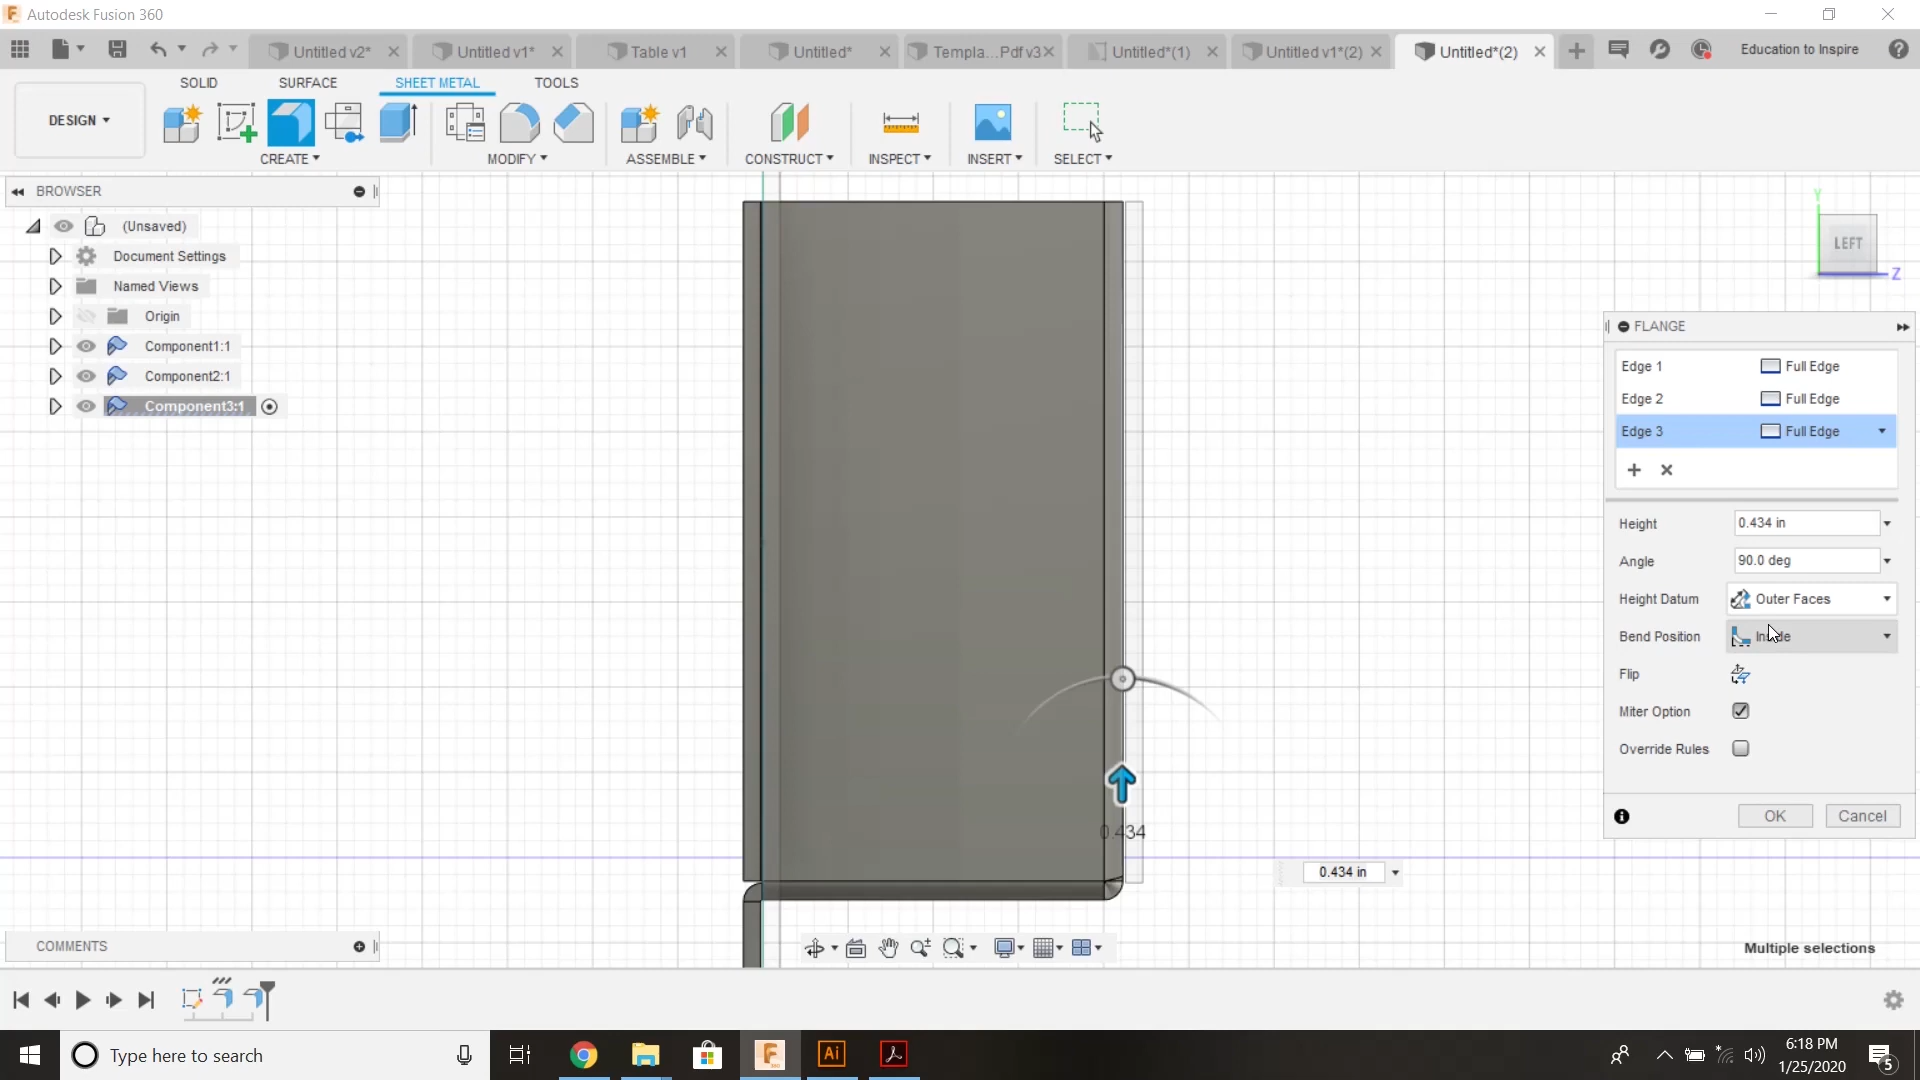 Autodesk Fusion 360
Untitled v2*
Untitled v1*
Table v1
Untitled*
Templa...Pdf v3
Untitled*(1)
Untitled v1*(2)
Untitled*(2)
Education to Inspire
DESIGN
SOLID
SURFACE
SHEET METAL
TOOLS
CREATE
MODIFY
ASSEMBLE
CONSTRUCT
INSPECT
INSERT
SELECT
BROWSER
(Unsaved)
Document Settings
Named Views
Origin
Component1:1
Component2:1
Component3:1
Y
LEFT
Z
FLANGE
Edge 1 Full Edge
Edge 2 Full Edge
Edge 3 Full Edge
Height 0.434 in
Angle 90.0 deg
Height Datum Outer Faces
Bend Position Inside
Flip
Miter Option
Override Rules
OK Cancel
0.434
0.434 in
COMMENTS
Multiple selections
Type here to search
Ai
6:18 PM
1/25/2020
5